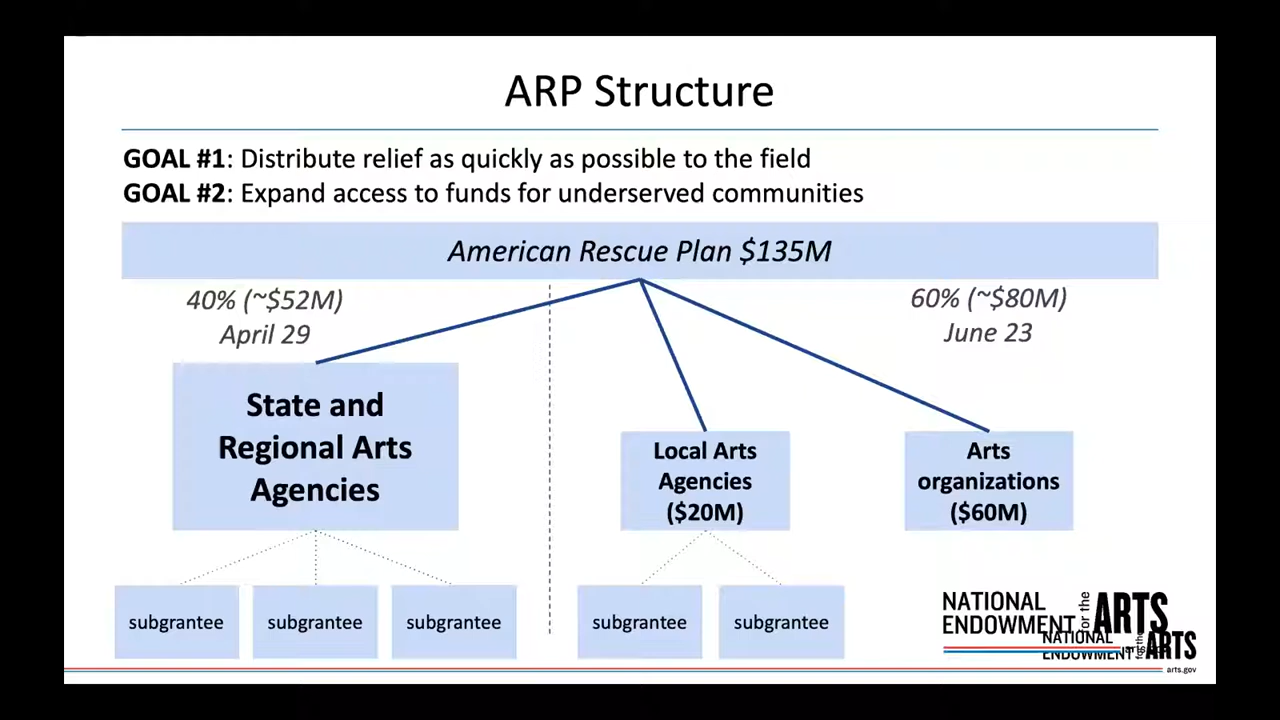 ARP Structure
GOAL #1: Distribute relief as quickly as possible to the field
GOAL #2: Expand access to funds for underserved communities
American Rescue Plan $135M
40% (~$52M)
April 29
60% (~$80M)
June 23
State and
Regional Arts
Agencies
Local Arts
Agencies
($20M)
Arts
organizations
($60M)
subgrantee
subgrantee
subgrantee
subgrantee
subgrantee
NATIONAL
ENDOWMENT for the ARTS
NATIONAL
ENDOWMENT for the ARTS
arts.gov